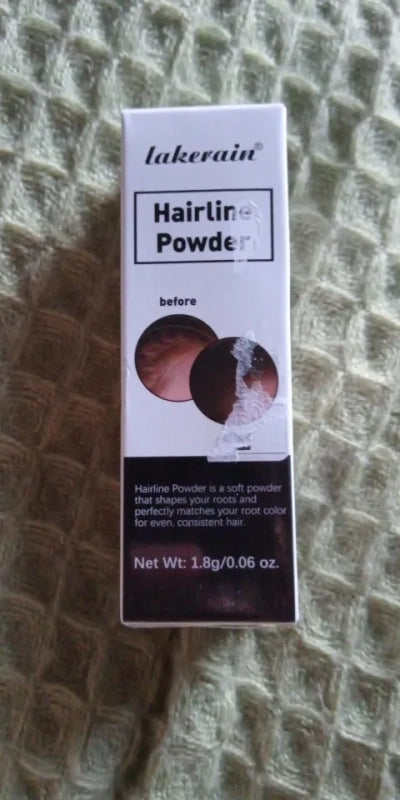 lakerain®
Hairline
Powder
before
Hairline Powder is a soft powder
that shapes your roots and
perfectly matches your root color
for even, consistent hair.
Net Wt: 1.8g/0.06 oz.